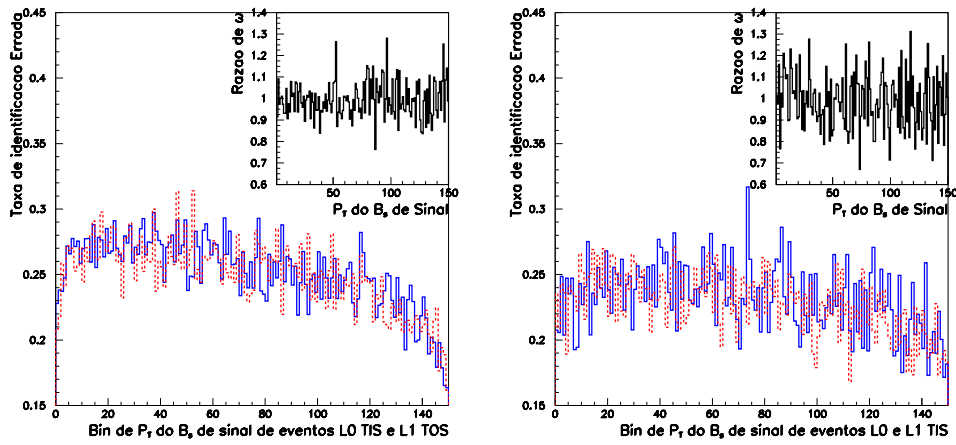 Taxa de identificacao Errada
0.45
0.4
0.35
0.3
0.25
0.2
0.15
0 20 40 60 80 100 120 140
Bin de P_T do B_s de sinal de eventos L0 TIS e L1 TOS
Razao de ω
1.4
1.3
1.2
1.1
1
0.9
0.8
0.7
0.6
50 100 150
P_T do B_s de Sinal
Taxa de identificacao Errada
0.45
0.4
0.35
0.3
0.25
0.2
0.15
0 20 40 60 80 100 120 140
Bin de P_T do B_s de sinal de eventos L0 TIS e L1 TIS
Razao de ω
1.4
1.3
1.2
1.1
1
0.9
0.8
0.7
0.6
50 100 150
P_T do B_s de Sinal